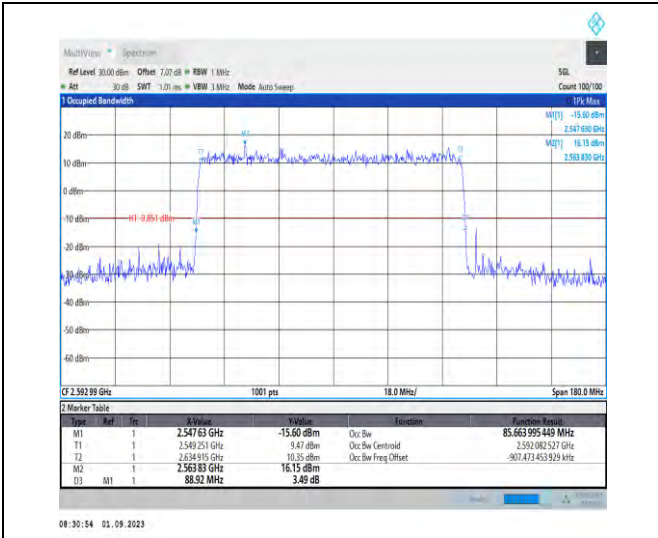 MultiView Spectrum
Ref Level 30.00 dBm Offset 7.07 dB RBW 1 MHz SGL
Att 30 dB SWT 1.01 ms VBW 3 MHz Mode Auto Sweep Count 100/100
1 Occupied Bandwidth 1Pk Max
M1[1] -15.60 dBm
2.547 630 GHz
M2[1] 16.15 dBm
2.563 830 GHz
20 dBm
M2
T1
T2
10 dBm
0 dBm
-10 dBm H1 -9.851 dBm
M1
-20 dBm
-30 dBm
-40 dBm
-50 dBm
-60 dBm
CF 2.592 99 GHz 1001 pts 18.0 MHz/ Span 180.0 MHz
2 Marker Table
Type Ref Trc X-Value Y-Value Function Function Result
M1 1 2.547 63 GHz -15.60 dBm Occ Bw 85.663 995 449 MHz
T1 1 2.549 251 GHz 9.47 dBm Occ Bw Centroid 2.592 082 527 GHz
T2 1 2.634 915 GHz 10.35 dBm Occ Bw Freq Offset -907.473 453 929 kHz
M2 1 2.563 83 GHz 16.15 dBm
D3 M1 1 88.92 MHz 3.49 dB
08:30:54 01.09.2023